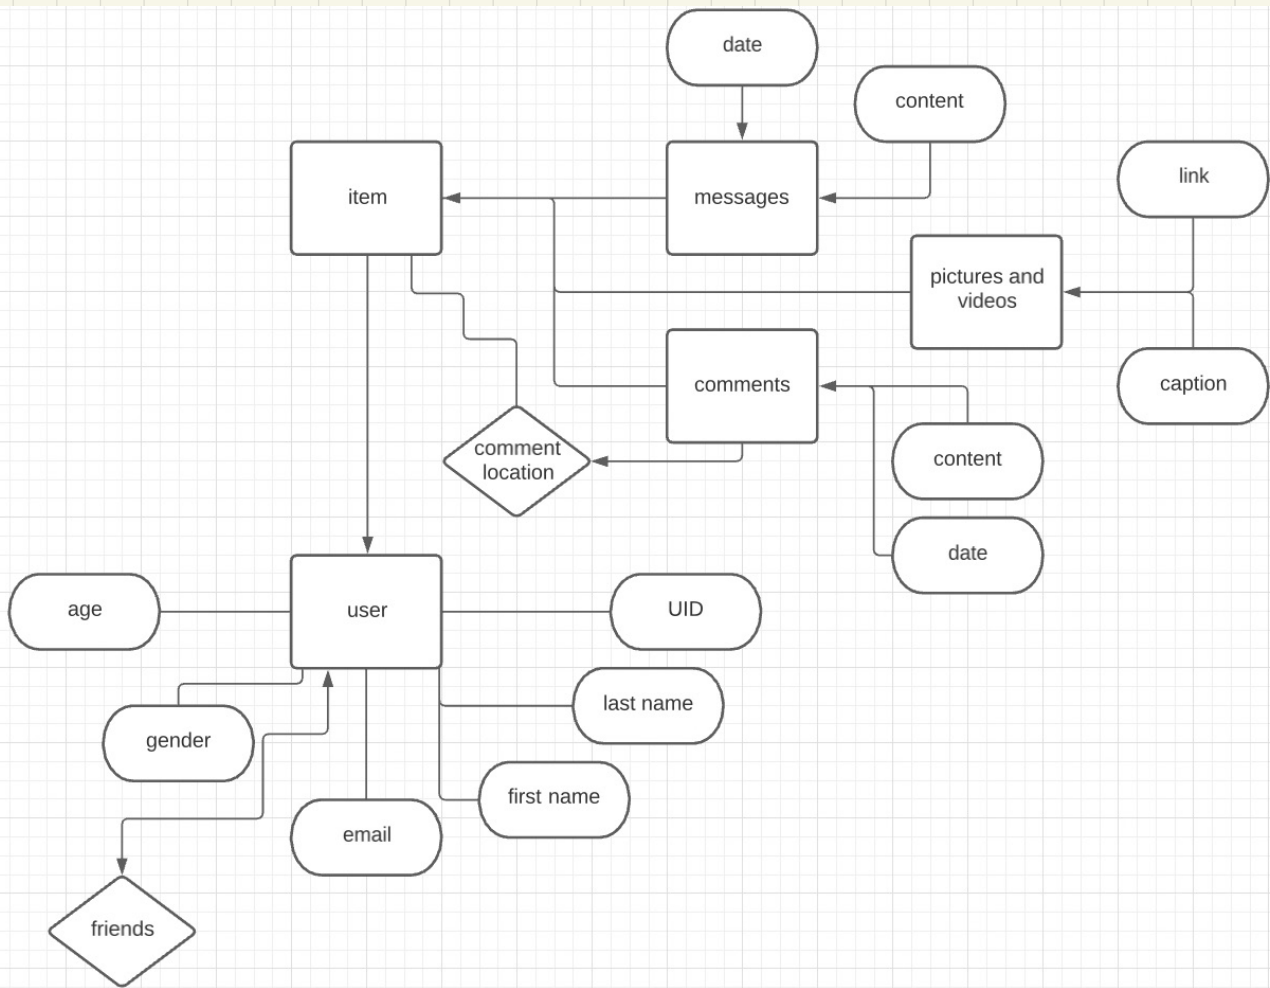 date
content
item
messages
link
pictures and
videos
comments
caption
comment
location
content
date
age
user
UID
last name
gender
first name
email
friends